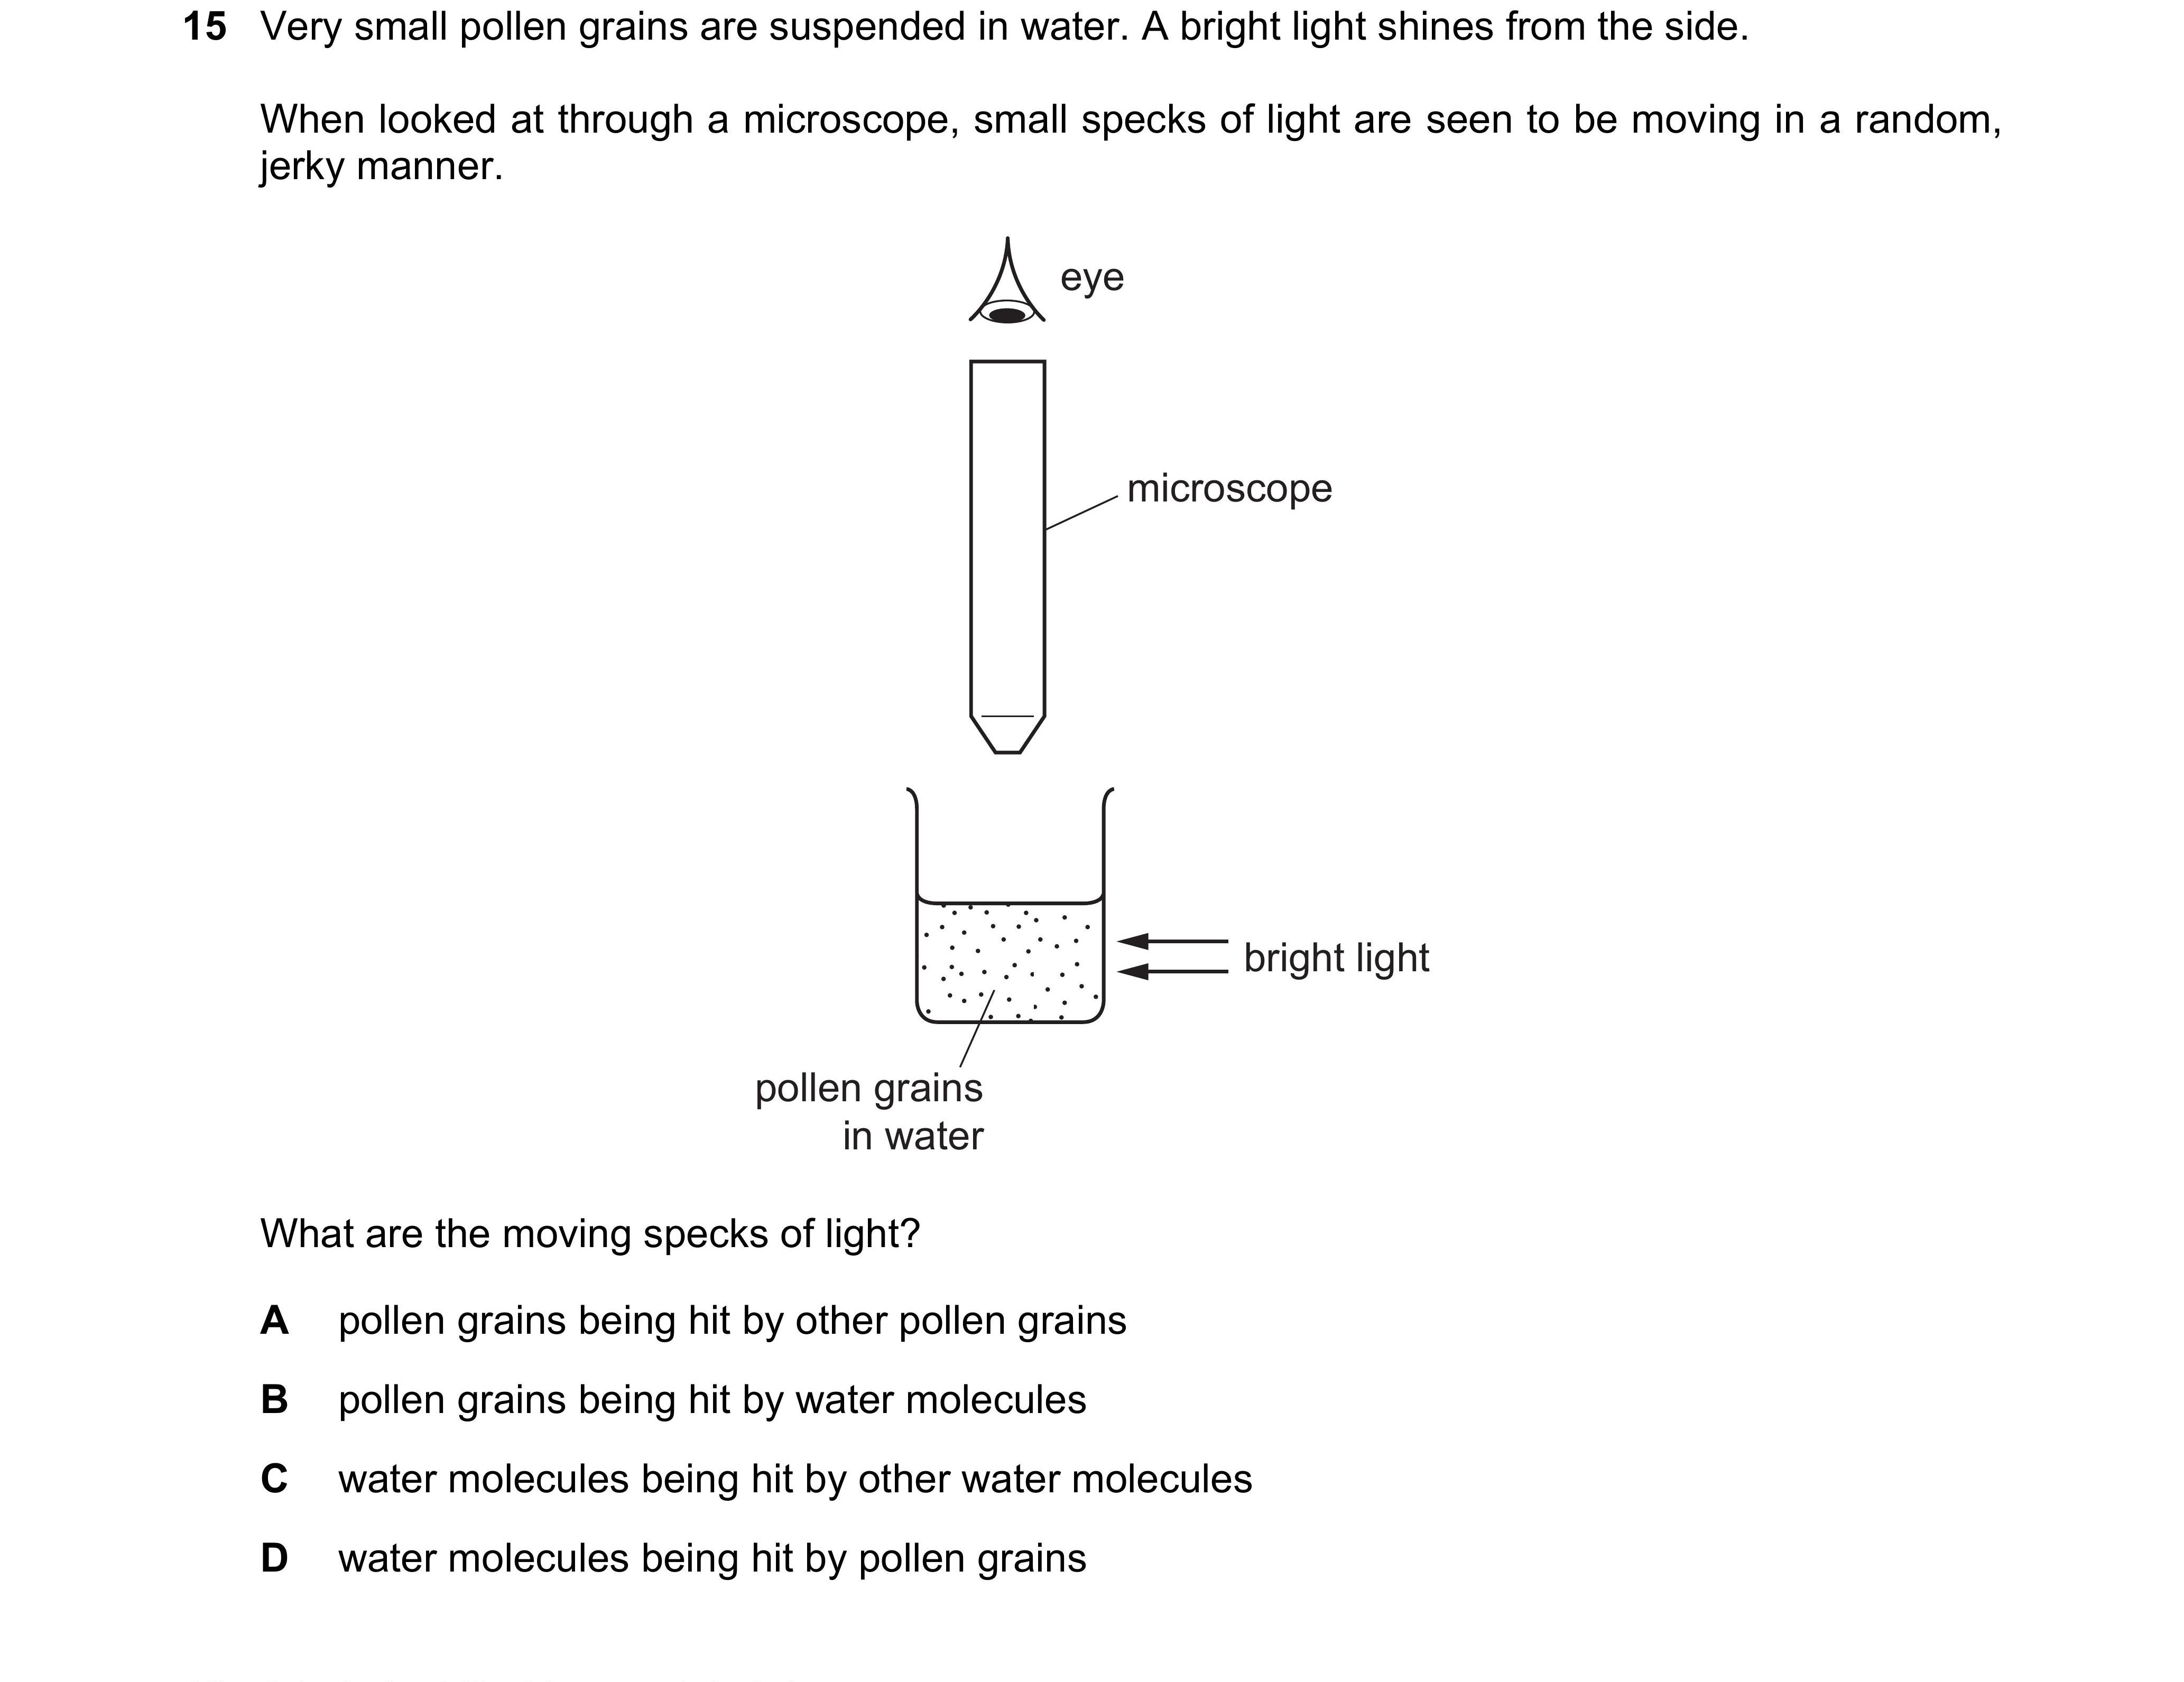 15 Very small pollen grains are suspended in water. A bright light shines from the side.
When looked at through a microscope, small specks of light are seen to be moving in a random,
jerky manner.
eye
microscope
bright light
pollen grains
in water
What are the moving specks of light?
A pollen grains being hit by other pollen grains
B pollen grains being hit by water molecules
C water molecules being hit by other water molecules
D water molecules being hit by pollen grains